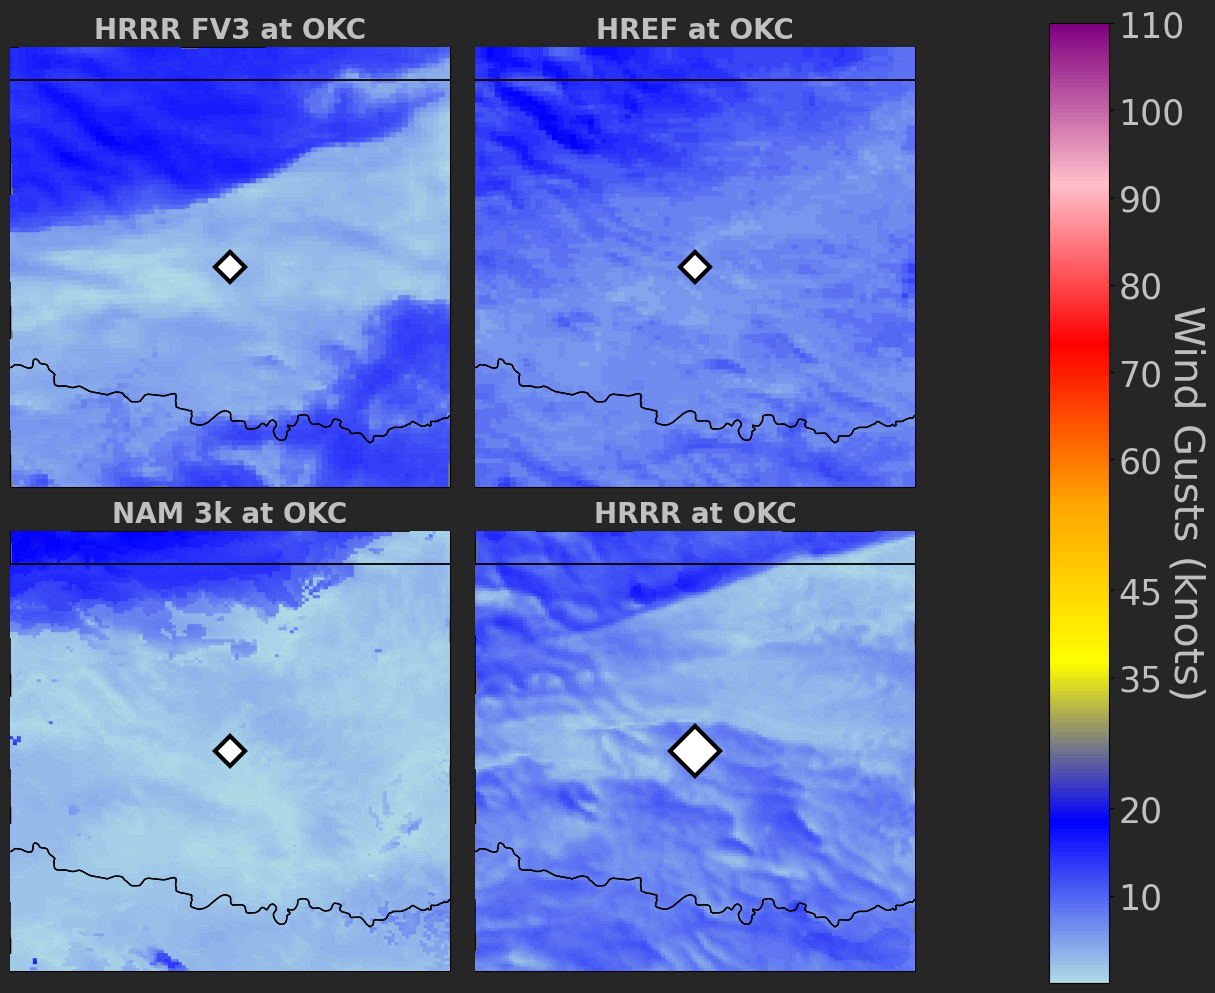 HRRR FV3 at OKC
HREF at OKC
NAM 3k at OKC
HRRR at OKC
110
100
90
80
70
60
45
35
20
10
Wind Gusts (knots)